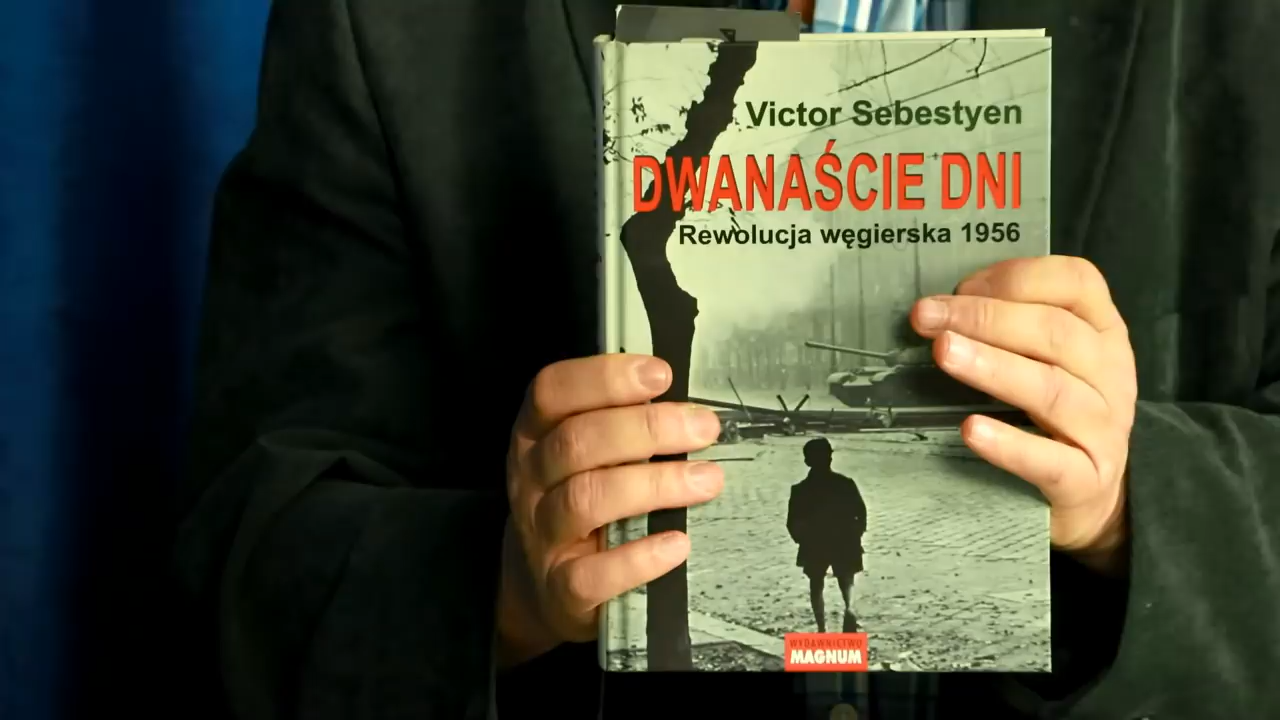 Victor Sebestyen
DWANAŚCIE DNI
Rewolucja węgierska 1956
WYDAWNICTWO
MAGNUM